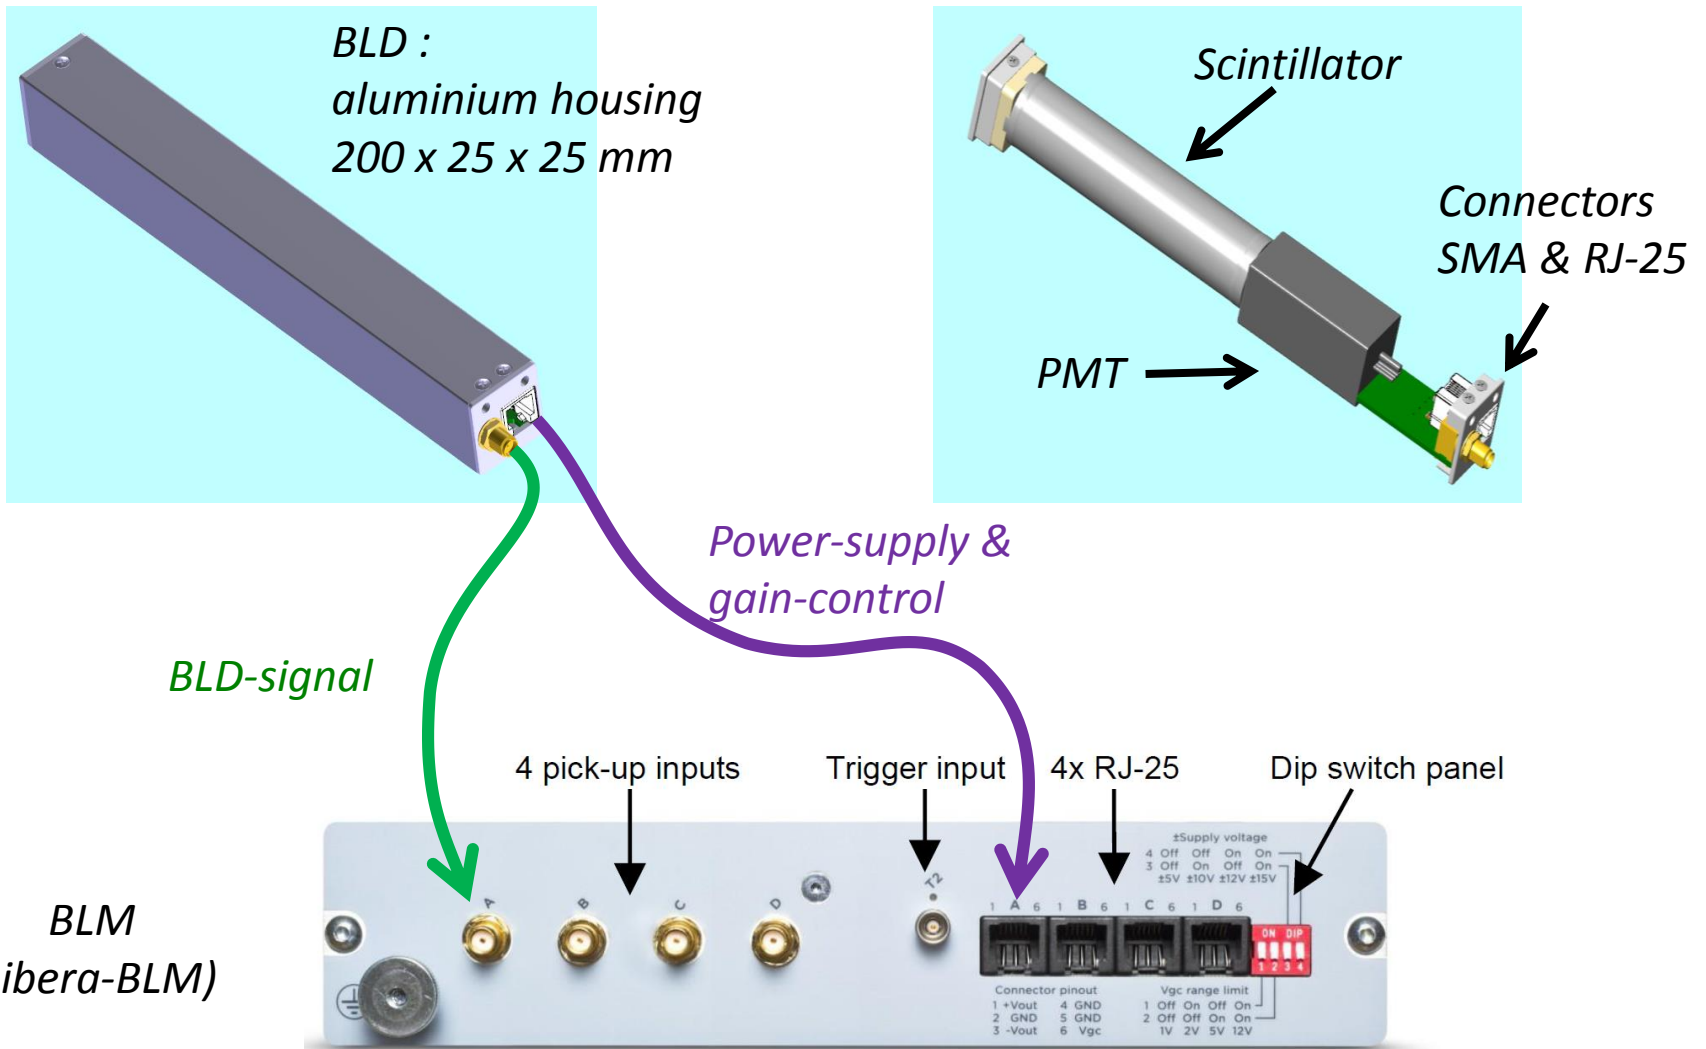 BLD :
aluminium housing
200 x 25 x 25 mm
Scintillator
Connectors
SMA & RJ-25
PMT
Power-supply &
gain-control
BLD-signal
4 pick-up inputs
Trigger input
4x RJ-25
Dip switch panel
±Supply voltage
4 Off Off On On
3 Off On Off On
±5V ±10V ±12V ±15V
A
B
C
D
T2
1 A 6 1 B 6 1 C 6 1 D 6
ON DIP
1 2 3 4
BLM
ibera-BLM)
Connector pinout
1 +Vout 4 GND
2 GND 5 GND
3 -Vout 6 Vgc
Vgc range limit
1 Off On Off On
2 Off Off On On
1V 2V 5V 12V